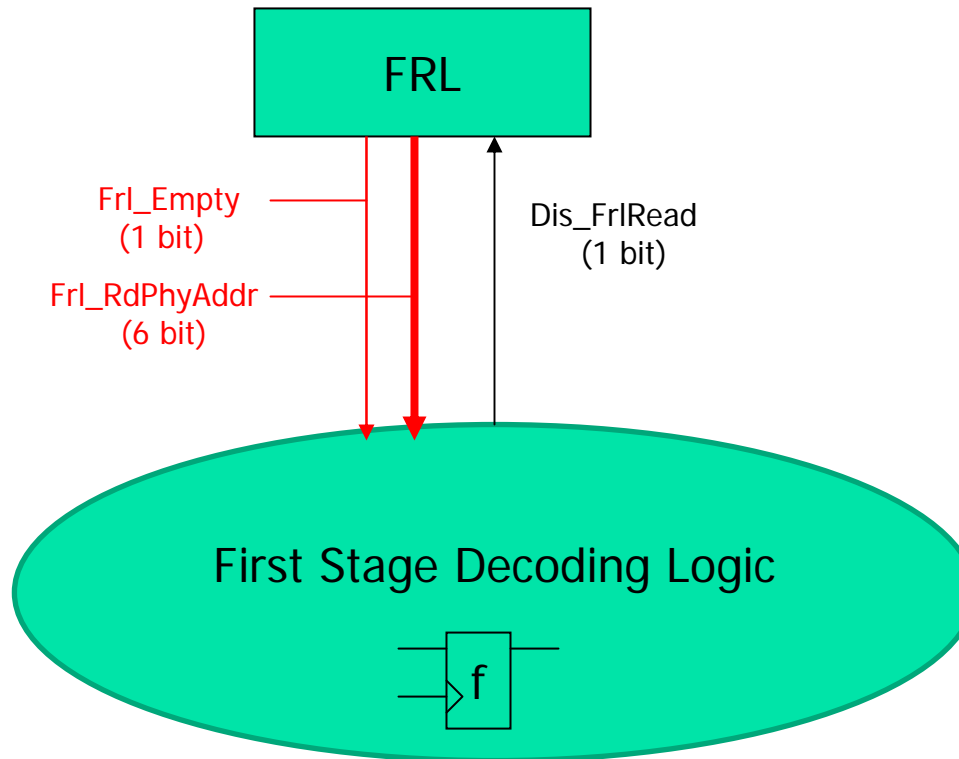 FRL
Frl_Empty
(1 bit)
Dis_FrlRead
(1 bit)
Frl_RdPhyAddr
(6 bit)
First Stage Decoding Logic
f